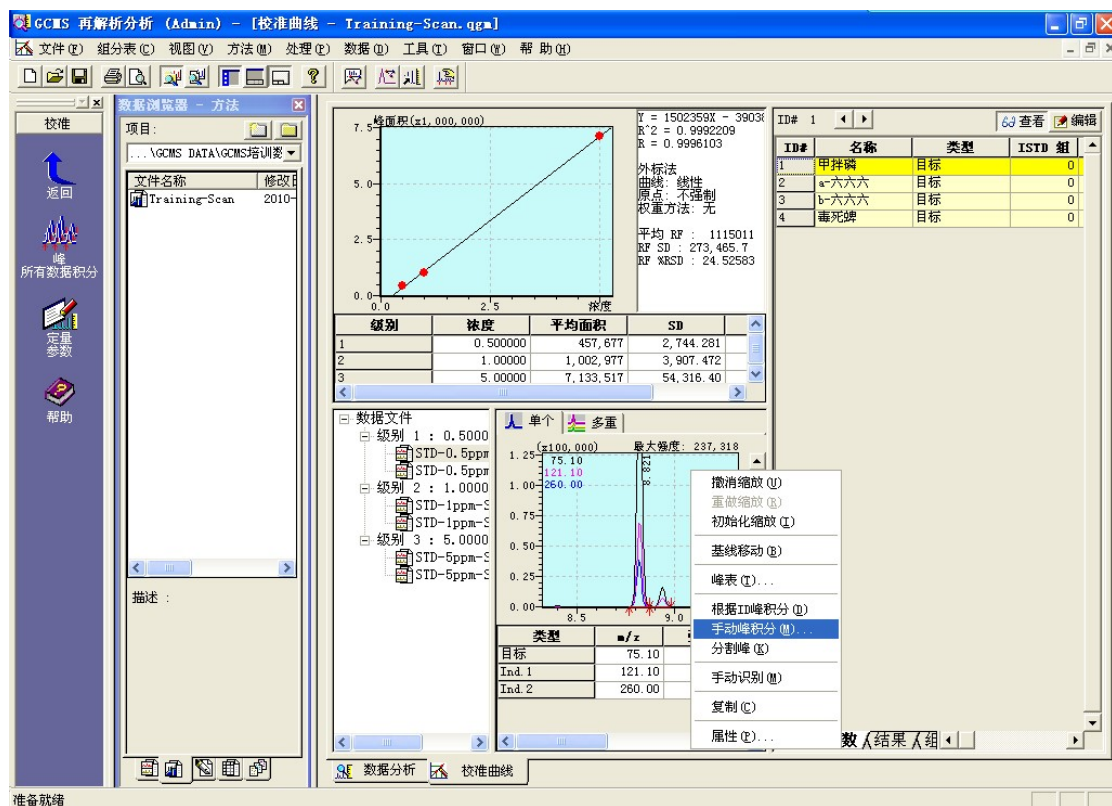 GCMS 再解析分析 (Admin) - [校准曲线 - Training-Scan.qgm]
文件(F) 组分表(C) 视图(V) 方法(M) 处理(P) 数据(D) 工具(T) 窗口(W) 帮 助(H)
校准
返回
峰
所有数据积分
定量
参数
帮助
数据浏览器 - 方法
项目:
...\GCMS DATA\GCMS培训娄
文件名称 修改日
Training-Scan 2010-
描述 :
峰面积(x1,000,000)
7.5
5.0
2.5
0.0
0.0 2.5 浓度
Y = 1502359X - 3903
R^2 = 0.9992209
R = 0.9996103
外标法
曲线: 线性
原点: 不强制
权重方法: 无
平均 RF : 1115011
RF SD : 273,465.7
RF %RSD : 24.52583
级别 浓度 平均面积 SD
1 0.500000 457,677 2,744.281
2 1.00000 1,002,977 3,907.472
3 5.00000 7,133,517 54,316.40
数据文件
级别 1 : 0.5000
STD-0.5ppm
STD-0.5ppm
级别 2 : 1.0000
STD-1ppm-S
STD-1ppm-S
级别 3 : 5.0000
STD-5ppm-S
STD-5ppm-S
单个 多重
(x100,000) 最大强度: 237,318
1.25
75.10
121.10
260.00
8.821
1.00
0.75
0.50
0.25
0.00
8.5 9.0
类型 m/z
目标 75.10
Ind.1 121.10
Ind.2 260.00
撤消缩放(U)
重做缩放(R)
初始化缩放(I)
基线移动(B)
峰表(T)...
根据ID峰积分(D)
手动峰积分(M)...
分割峰(K)
手动识别(M)
复制(C)
属性(P)...
ID# 1 查看 编辑
ID# 名称 类型 ISTD 组
1 甲拌磷 目标 0
2 a-六六六 目标 0
3 b-六六六 目标 0
4 毒死蜱 目标 0
数 结果 组
数据分析 校准曲线
准备就绪